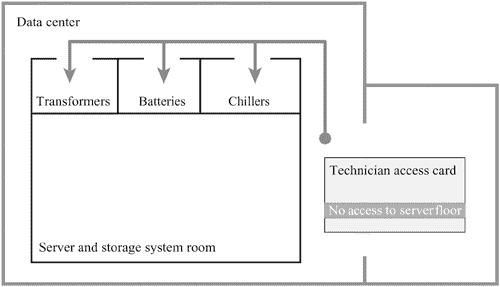 Data center
Transformers
Batteries
Chillers
Technician access card
No access to server floor
Server and storage system room